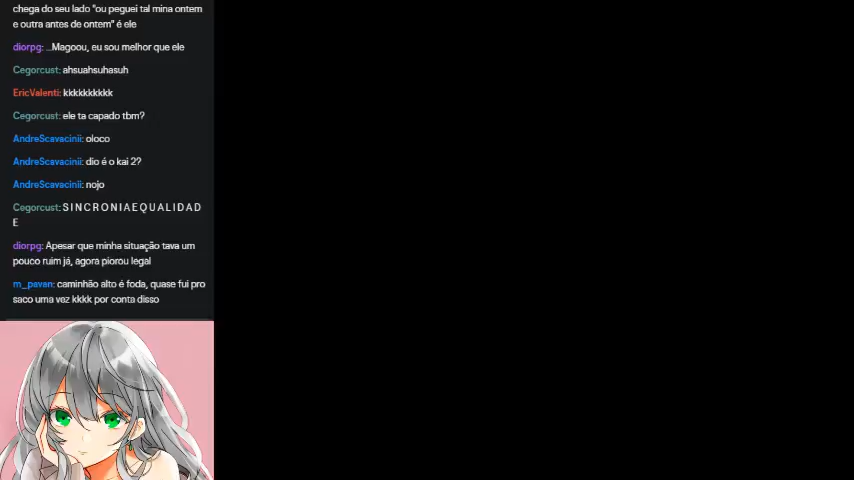 chega do seu lado "ou peguei tal mina ontem
e outra antes de ontem" é ele
diorpg: ...Magoou, eu sou melhor que ele
Cegorcust: ahsuahsuhasuh
EricValenti: kkkkkkkkkk
Cegorcust: ele ta capado tbm?
AndreScavacinii: oloco
AndreScavacinii: dio é o kai 2?
AndreScavacinii: nojo
Cegorcust: S I N C R O N I A E Q U A L I D A D
E
diorpg: Apesar que minha situação tava um
pouco ruim já, agora piorou legal
m_pavan: caminhão alto é foda, quase fui pro
saco uma vez kkkk por conta disso